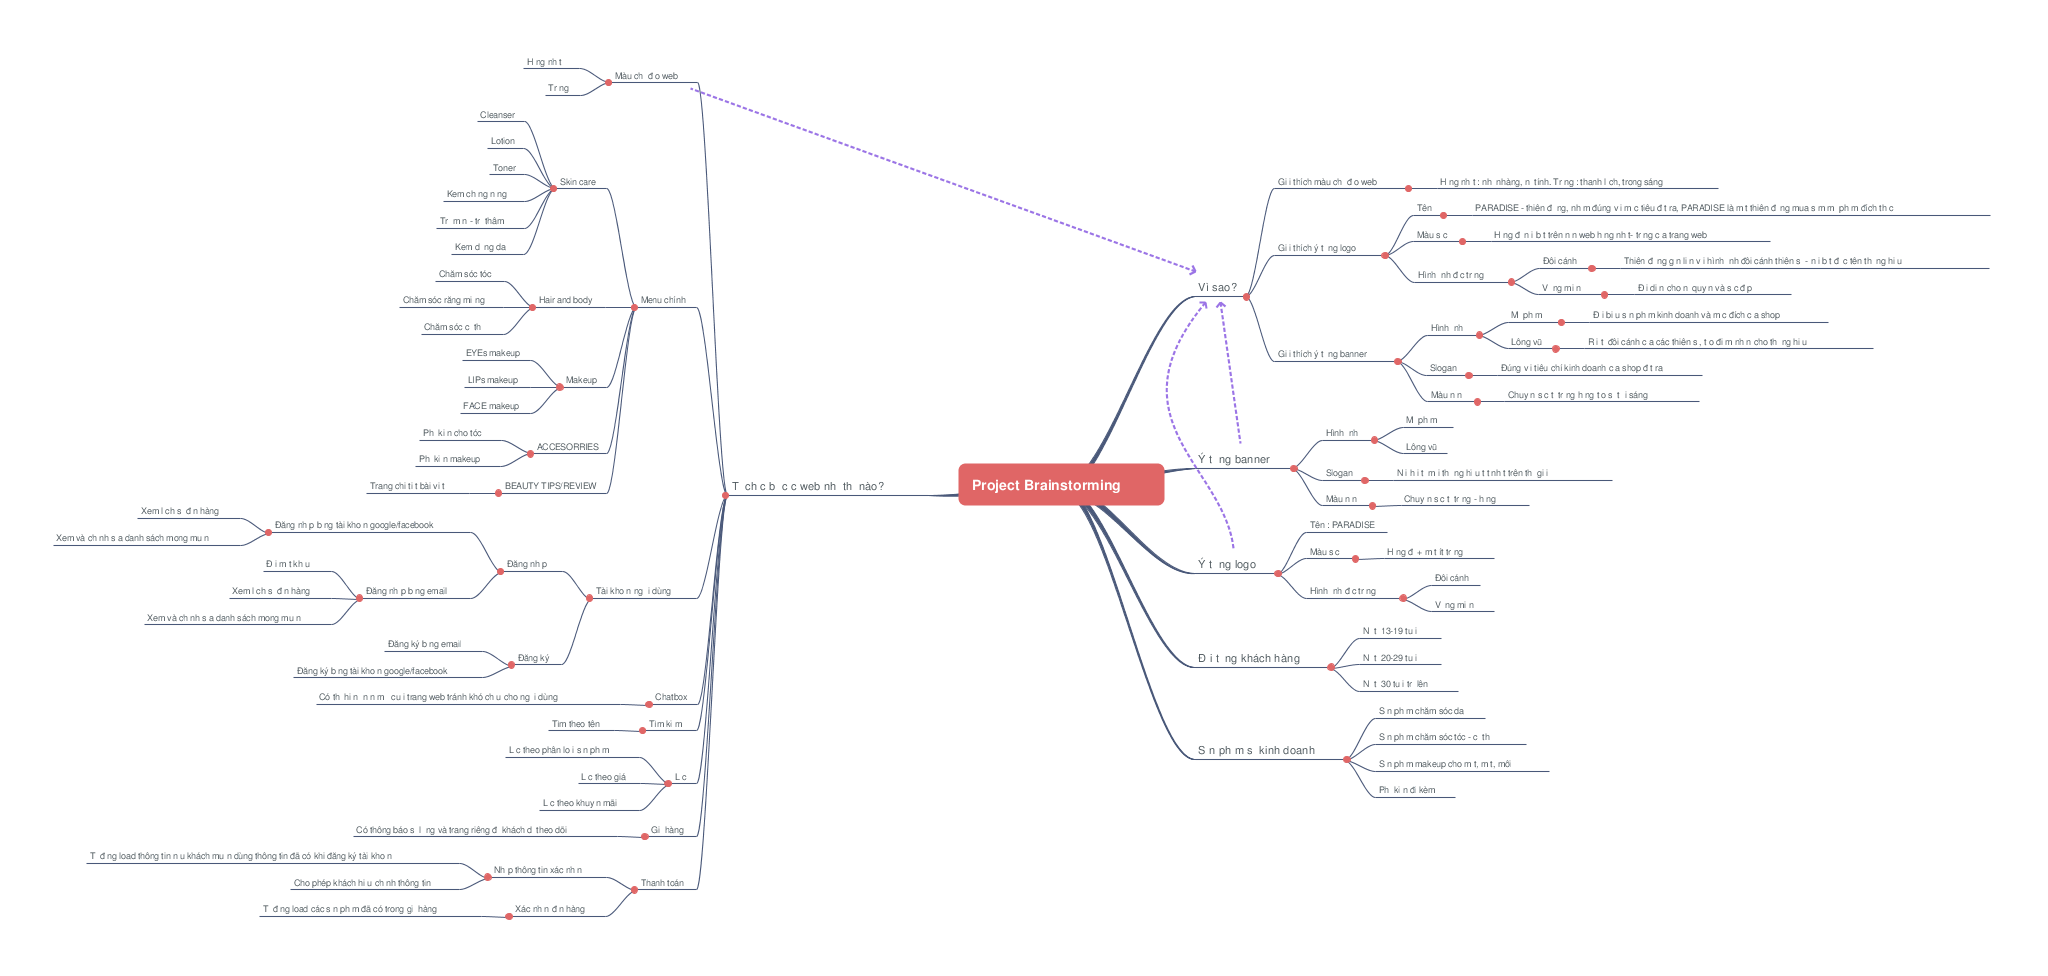 Project Brainstorming
T ch c b c c web nh th nào?
Màu ch đ o web
H ng nh t
Tr ng
Menu chính
Skin care
Cleanser
Lotion
Toner
Kem ch ng n ng
Tr m n - tr thâm
Kem d ng da
Hair and body
Chăm sóc tóc
Chăm sóc răng mi ng
Chăm sóc c th
Makeup
EYEs makeup
LIPs makeup
FACE makeup
ACCESORRIES
Ph ki n cho tóc
Ph ki n makeup
BEAUTY TIPS/REVIEW
Trang chi ti t bài vi t
Tài kho n ng i dùng
Đăng nh p
Đăng nh p b ng tài kho n google/facebook
Xem l ch s đ n hàng
Xem và ch nh s a danh sách mong mu n
Đăng nh p b ng email
Đ i m t kh u
Xem l ch s đ n hàng
Xem và ch nh s a danh sách mong mu n
Đăng ký
Đăng ký b ng email
Đăng ký b ng tài kho n google/facebook
Chatbox
Có th hi n n n m cu i trang web tránh khó ch u cho ng i dùng
Tìm ki m
Tìm theo tên
L c
L c theo phân lo i s n ph m
L c theo giá
L c theo khuy n mãi
Gi hàng
Có thông báo s l ng và trang riêng đ khách d theo dõi
Thanh toán
Nh p thông tin xác nh n
T đ ng load thông tin n u khách mu n dùng thông tin đã có khi đăng ký tài kho n
Cho phép khách hi u ch nh thông tin
Xác nh n đ n hàng
T đ ng load các s n ph m đã có trong gi hàng
Vì sao?
Gi i thích màu ch đ o web
H ng nh t : nh nhàng, n tính. Tr ng : thanh l ch, trong sáng
Gi i thích ý t ng logo
Tên
PARADISE - thiên đ ng, nh m đúng v i m c tiêu đ t ra, PARADISE là m t thiên đ ng mua s m m ph m đích th c
Màu s c
H ng đ n i b t trên n n web h ng nh t - tr ng c a trang web
Hình nh đ c tr ng
Đôi cánh
Thiên đ ng g n li n v i hình nh đôi cánh thiên s - n i b t đ c tên th ng hi u
V ng mi n
Đ i di n cho n quy n và s c đ p
Gi i thích ý t ng banner
Hình nh
M ph m
Đ i bi u s n ph m kinh doanh và m c đích c a shop
Lông vũ
R i t đôi cánh c a các thiên s , t o đi m nh n cho th ng hi u
Slogan
Đúng v i tiêu chí kinh doanh c a shop đ t ra
Màu n n
Chuy n s c t tr ng h ng t o s t i sáng
Ý t ng banner
Hình nh
M ph m
Lông vũ
Slogan
N i h i t m i th ng hi u t t nh t trên th gi i
Màu n n
Chuy n s c t tr ng - h ng
Ý t ng logo
Tên : PARADISE
Màu s c
H ng đ + m t ít tr ng
Hình nh đ c tr ng
Đôi cánh
V ng mi n
Đ i t ng khách hàng
N t 13-19 tu i
N t 20-29 tu i
N t 30 tu i tr lên
S n ph m s kinh doanh
S n ph m chăm sóc da
S n ph m chăm sóc tóc - c th
S n ph m makeup cho m t, m t, môi
Ph ki n đi kèm